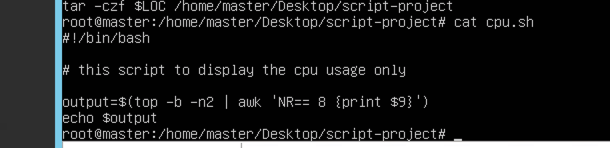 tar -czf $LOC /home/master/Desktop/script-project
root@master:/home/master/Desktop/script-project# cat cpu.sh
#!/bin/bash
# this script to display the cpu usage only
output=$(top -b -n2 | awk 'NR== 8 {print $9}')
echo $output
root@master:/home/master/Desktop/script-project#